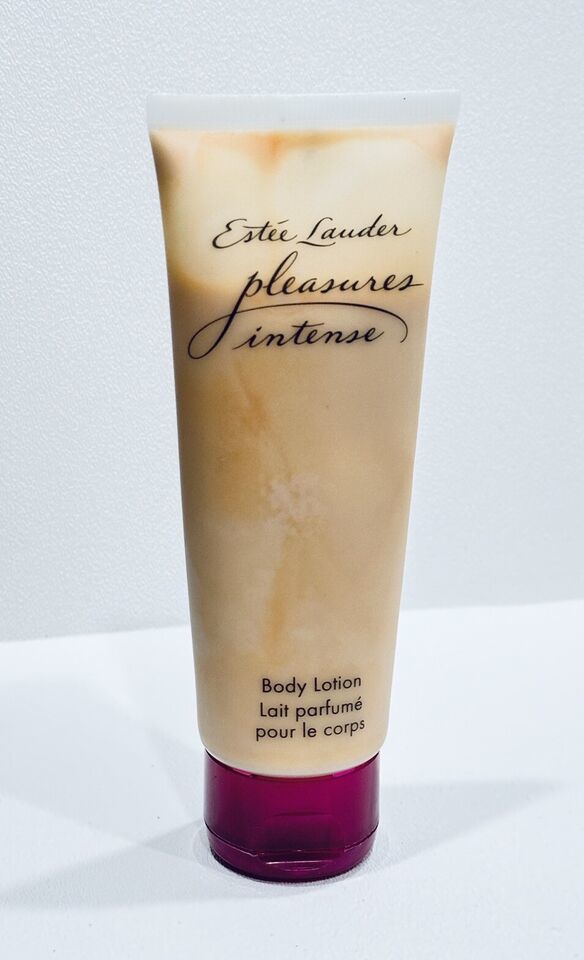 Estée Lauder
pleasures
intense
Body Lotion
Lait parfumé
pour le corps